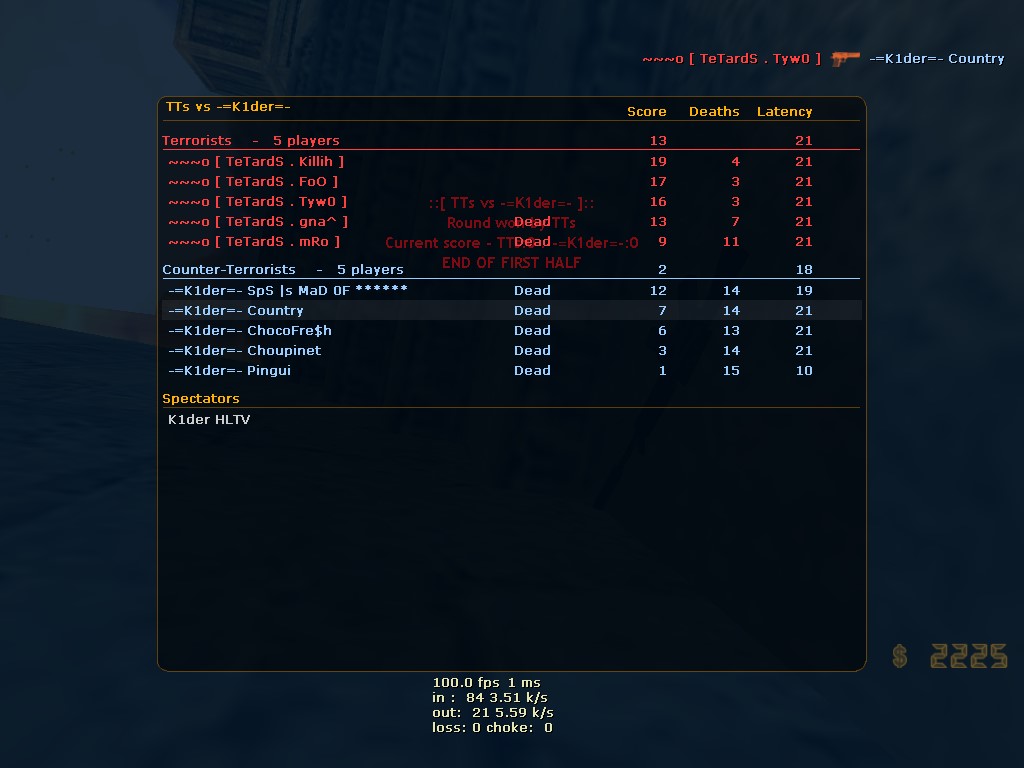 ~~~o [ TeTardS . Tyw0 ] -=K1der=- Country
TTs vs -=K1der=- Score Deaths Latency
Terrorists - 5 players 13 21
~~~o [ TeTardS . Killih ] 19 4 21
~~~o [ TeTardS . FoO ] 17 3 21
~~~o [ TeTardS . Tyw0 ] 16 3 21
::[ TTs vs -=K1der=- ]::
~~~o [ TeTardS . gna^ ] Dead 13 7 21
Round won by TTs
~~~o [ TeTardS . mRo ] Dead 9 11 21
Current score - -=K1der=-:0
END OF FIRST HALF
Counter-Terrorists - 5 players 2 18
-=K1der=- SpS |s MaD 0F ****** Dead 12 14 19
-=K1der=- Country Dead 7 14 21
-=K1der=- ChocoFre$h Dead 6 13 21
-=K1der=- Choupinet Dead 3 14 21
-=K1der=- Pingui Dead 1 15 10
Spectators
K1der HLTV
$ 2225
100.0 fps 1 ms
in : 84 3.51 k/s
out: 21 5.59 k/s
loss: 0 choke: 0